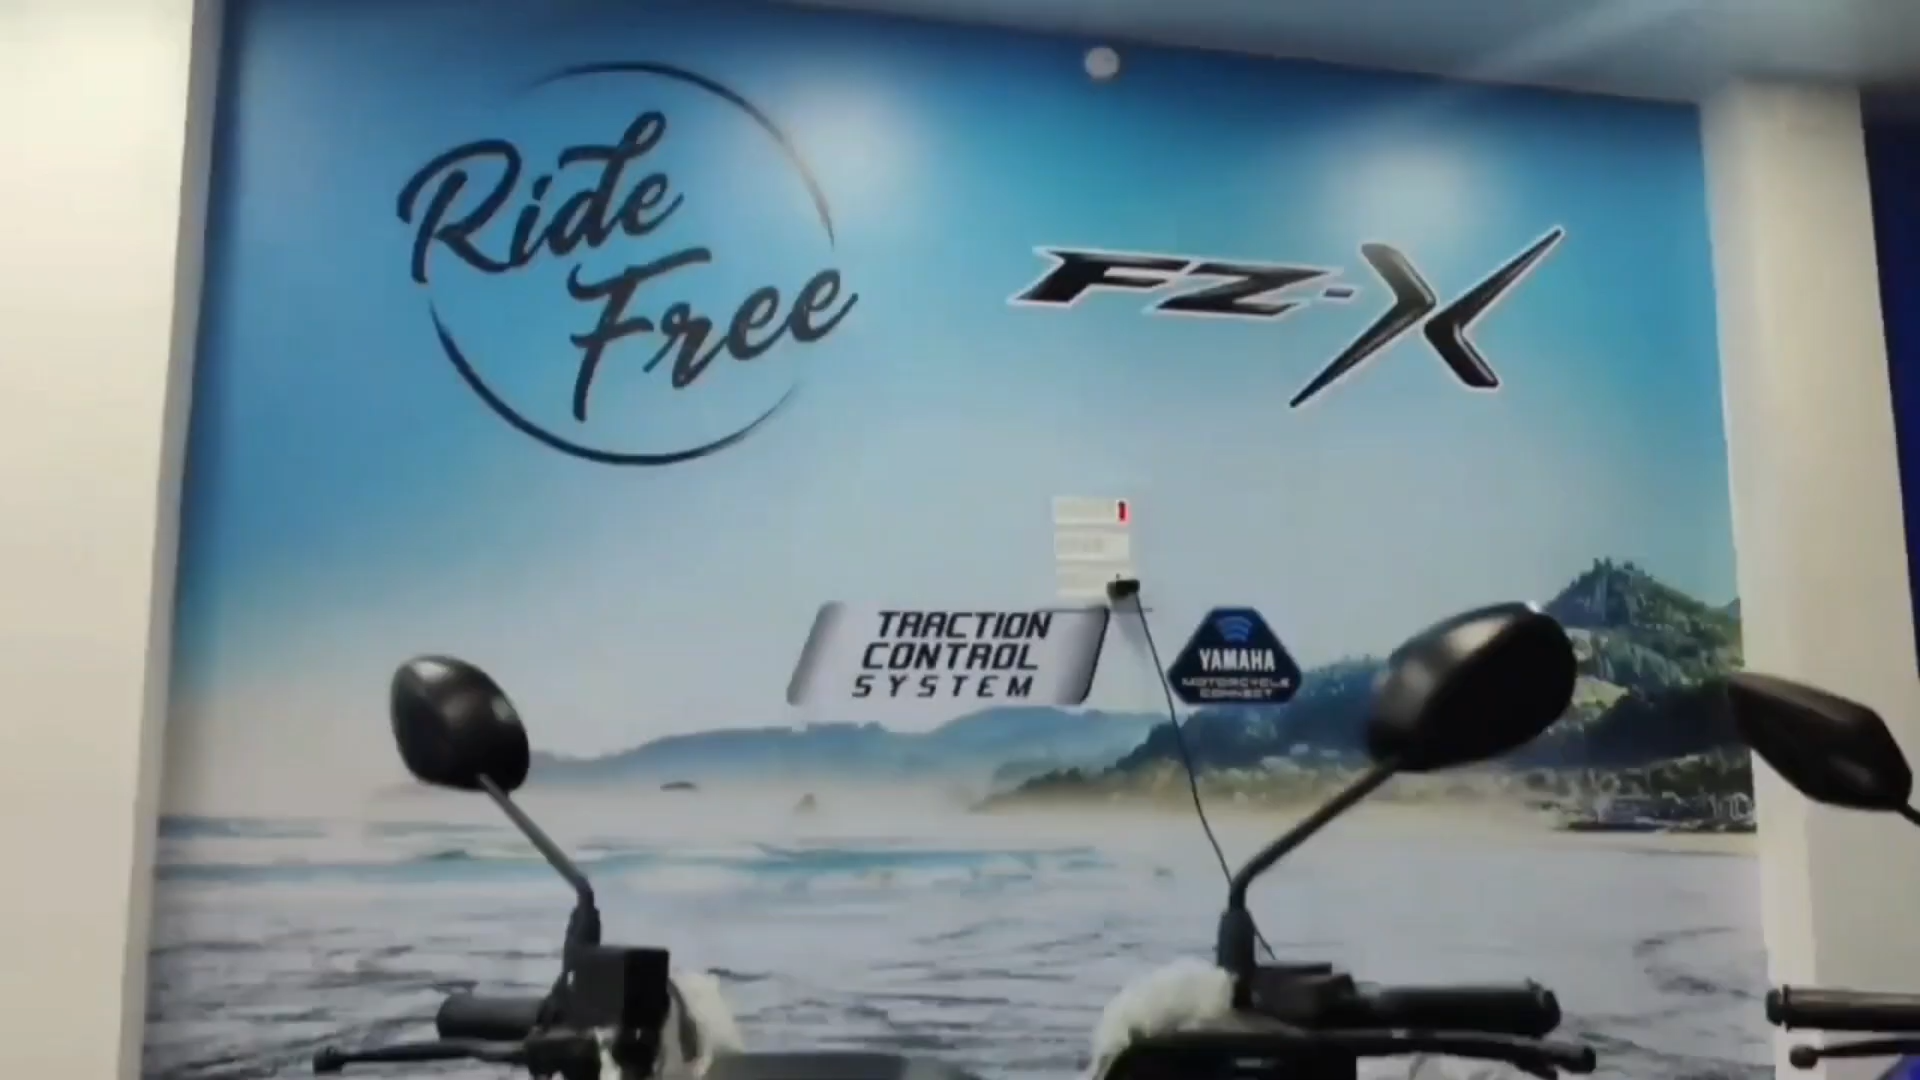 Ride
Free
FZ-X
TRACTION
CONTROL
SYSTEM
YAMAHA
MOTORCYCLE
CONNECT